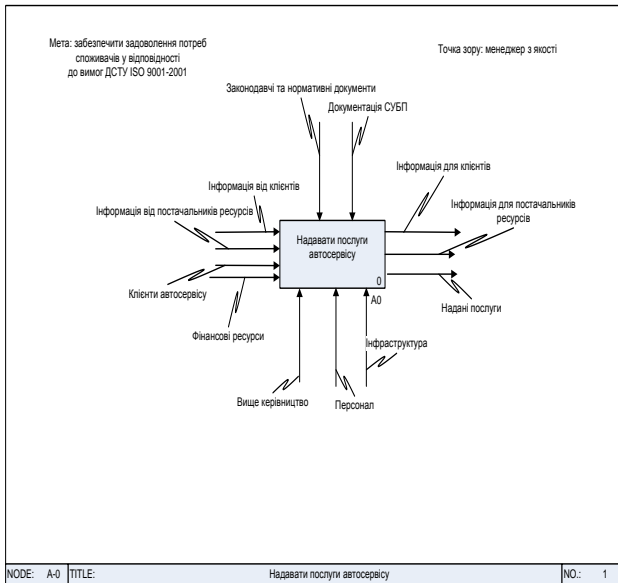 Мета: забезпечити задоволення потреб
споживачів у відповідності
до вимог ДСТУ ISO 9001-2001
Точка зору: менеджер з якості
Законодавчі та нормативні документи
Документація СУБП
Інформація для клієнтів
Інформація від клієнтів
Інформація для постачальників
ресурсів
Інформація від постачальників ресурсів
Надавати послуги
автосервісу
0
A0
Клієнти автосервісу
Надані послуги
Фінансові ресурси
Інфраструктура
Вище керівництво
Персонал
NODE: A-0 TITLE: Надавати послуги автосервісу NO.: 1